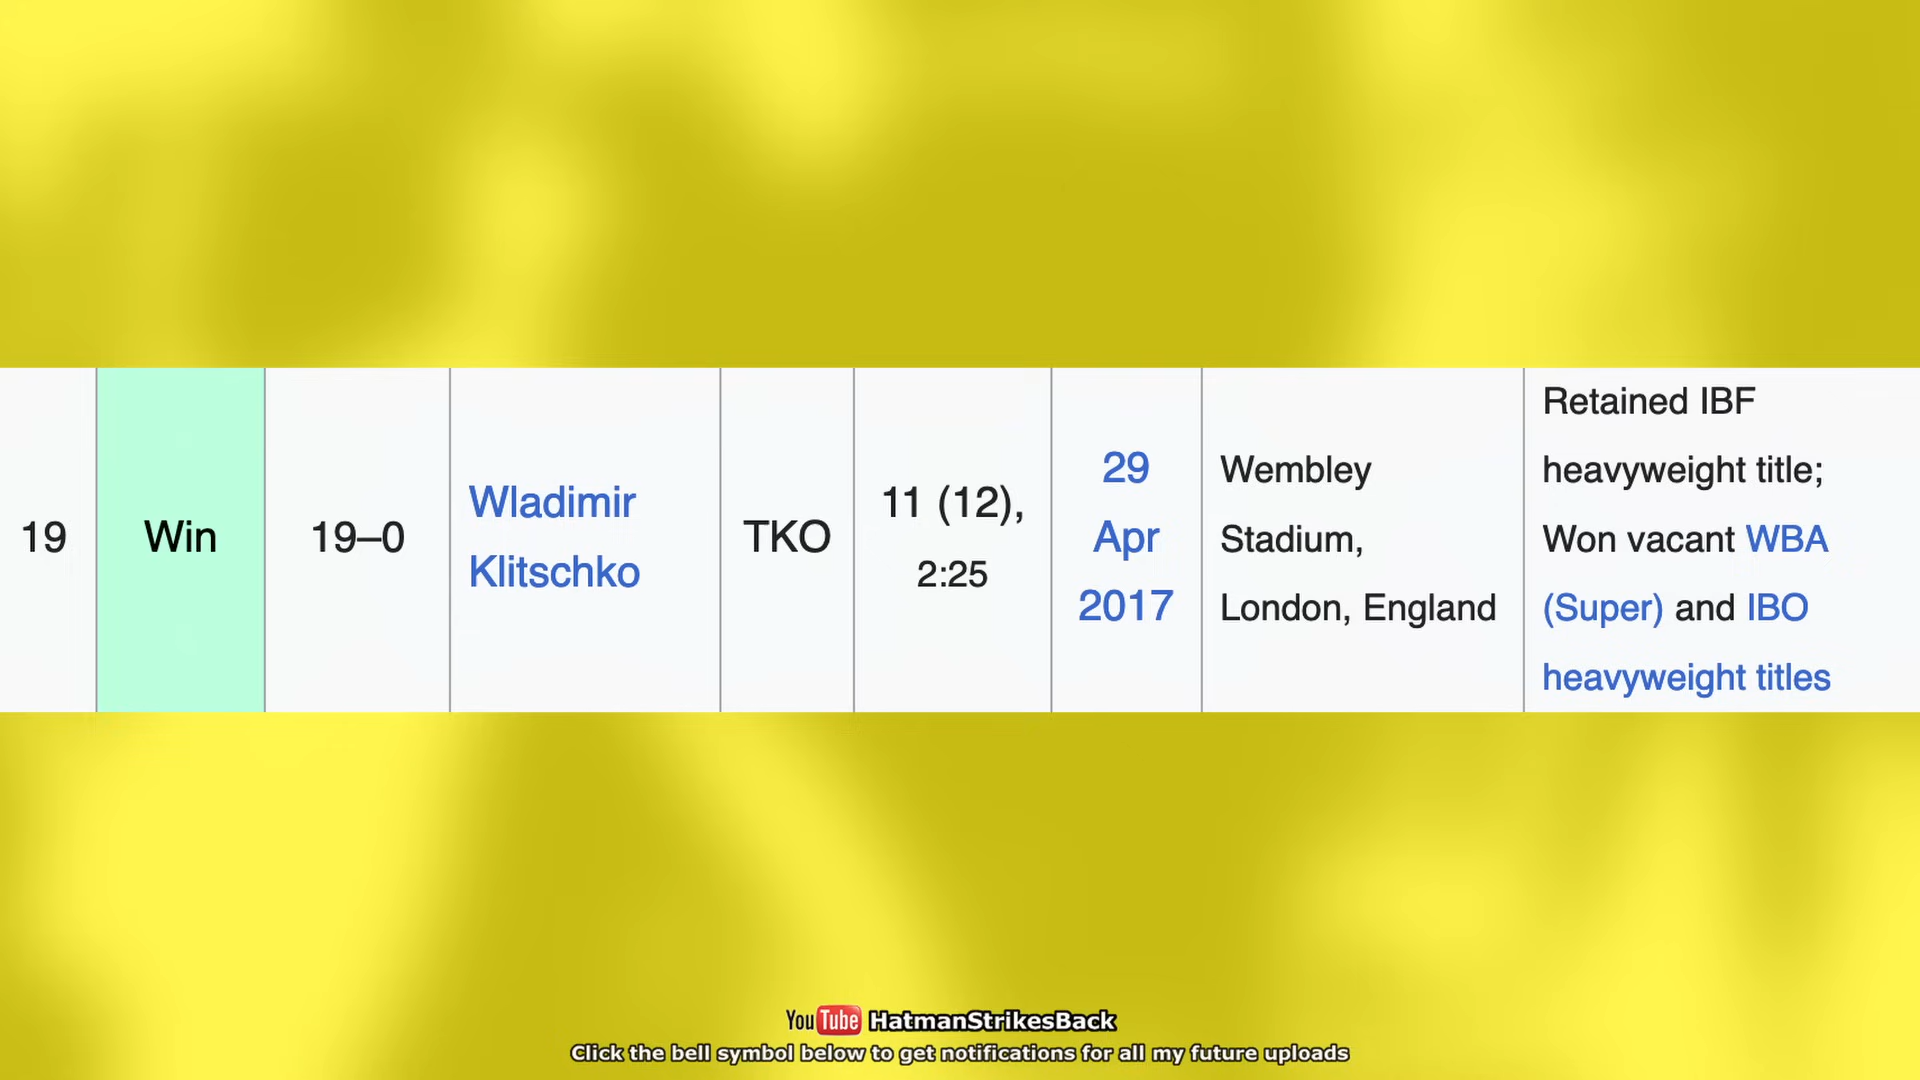 19
Win
19–0
Wladimir
Klitschko
TKO
11 (12),
2:25
29
Apr
2017
Wembley
Stadium,
London, England
Retained IBF
heavyweight title;
Won vacant WBA
(Super) and IBO
heavyweight titles
YouTube HatmanStrikesBack
Click the bell symbol below to get notifications for all my future uploads